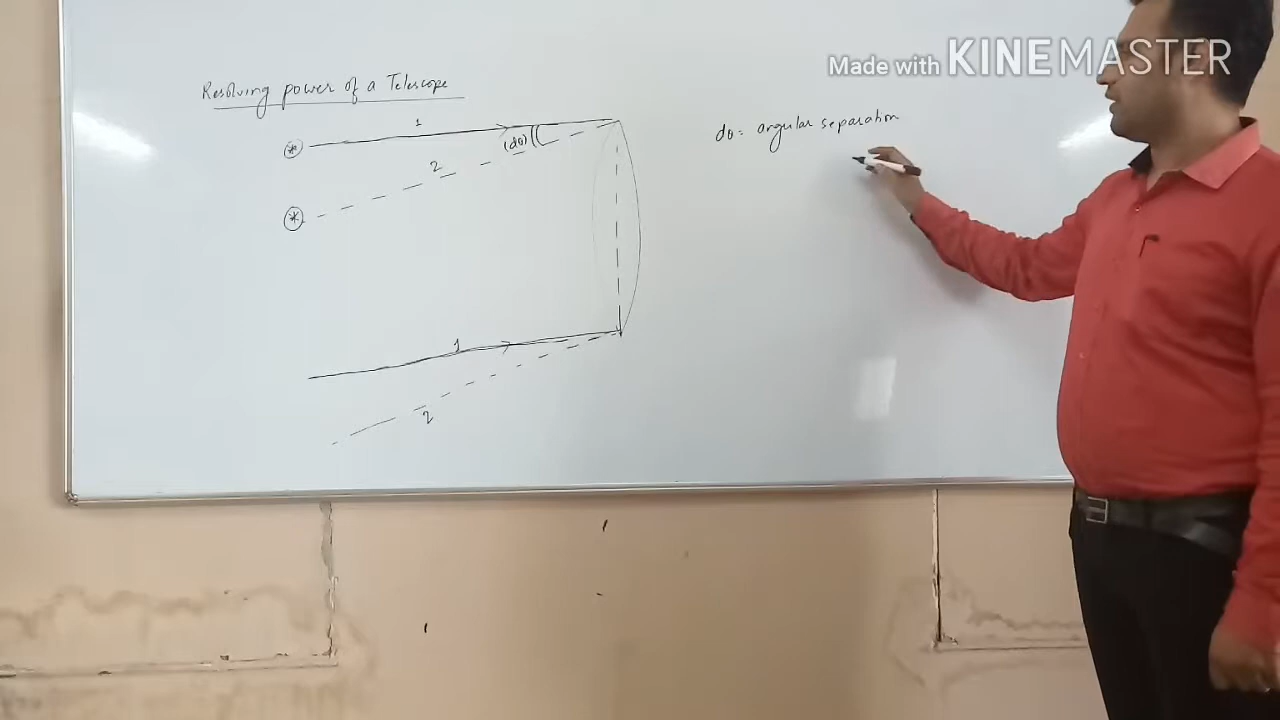 Made with KINEMASTER
Resolving power of a Telescope
1
(dθ)
2
dθ = angular separation
1
2